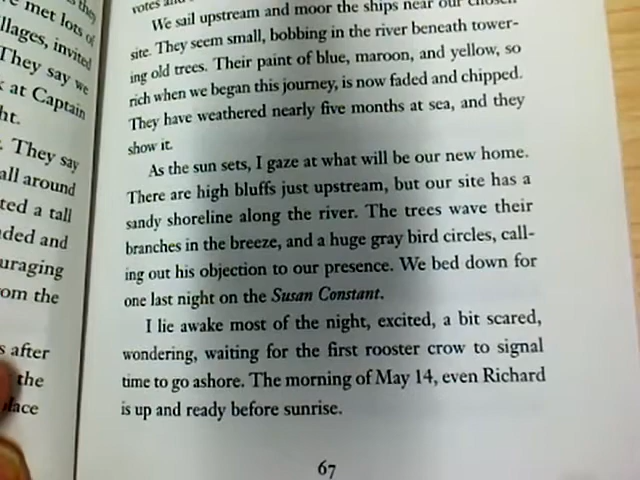 met lots of
llages, invited
They say we
k at Captain
ht.
They say
all around
ted a tall
ded and
uraging
om the
s after
the
lace
votes and
We sail upstream and moor the ships near our chosen
site. They seem small, bobbing in the river beneath tower-
ing old trees. Their paint of blue, maroon, and yellow, so
rich when we began this journey, is now faded and chipped.
They have weathered nearly five months at sea, and they
show it.
As the sun sets, I gaze at what will be our new home.
There are high bluffs just upstream, but our site has a
sandy shoreline along the river. The trees wave their
branches in the breeze, and a huge gray bird circles, call-
ing out his objection to our presence. We bed down for
one last night on the Susan Constant.
I lie awake most of the night, excited, a bit scared,
wondering, waiting for the first rooster crow to signal
time to go ashore. The morning of May 14, even Richard
is up and ready before sunrise.
67